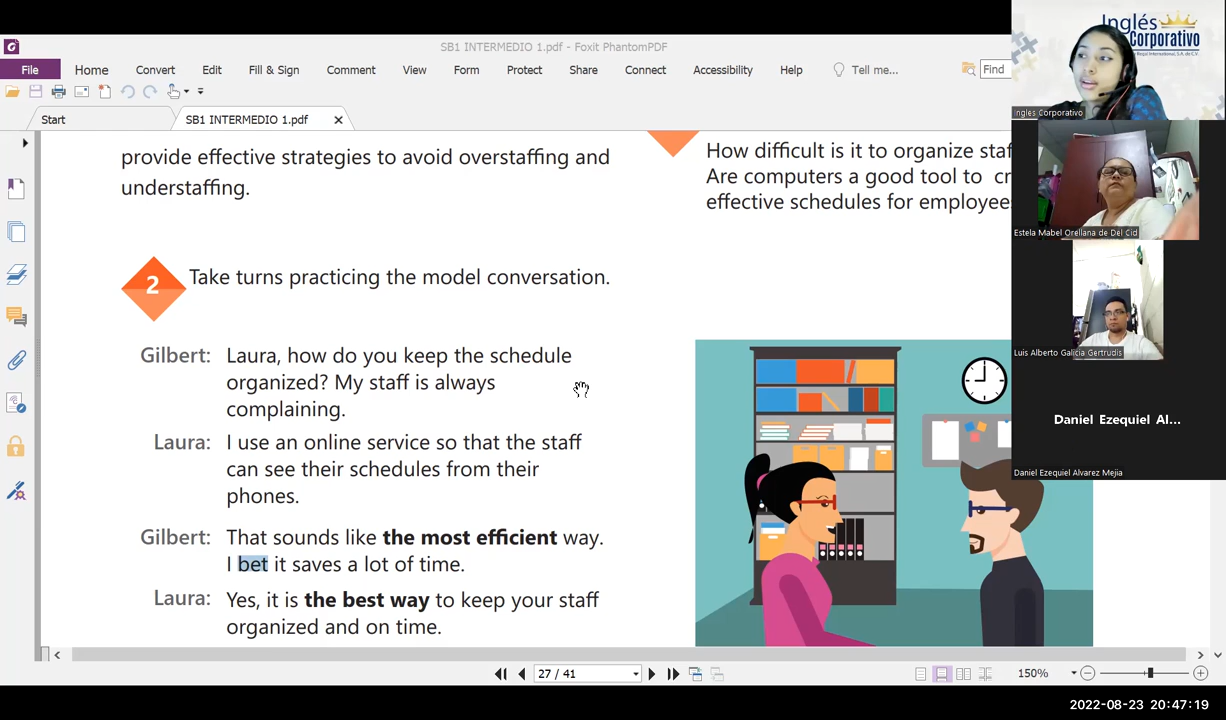 SB1 INTERMEDIO 1.pdf - Foxit PhantomPDF
File Home Convert Edit Fill & Sign Comment View Form Protect Share Connect Accessibility Help Tell me... Find
Start SB1 INTERMEDIO 1.pdf
provide effective strategies to avoid overstaffing and
understaffing.
How difficult is it to organize staf
Are computers a good tool to cr
effective schedules for employees
2 Take turns practicing the model conversation.
Gilbert: Laura, how do you keep the schedule
organized? My staff is always
complaining.
Laura: I use an online service so that the staff
can see their schedules from their
phones.
Gilbert: That sounds like the most efficient way.
I bet it saves a lot of time.
Laura: Yes, it is the best way to keep your staff
organized and on time.
27 / 41
150%
Inglés
Corporativo
Ingles Corporativo
Estela Mabel Orellana de Del Cid
Luis Alberto Galicia Gertrudis
Daniel Ezequiel Al...
Daniel Ezequiel Alvarez Mejia
2022-08-23 20:47:19